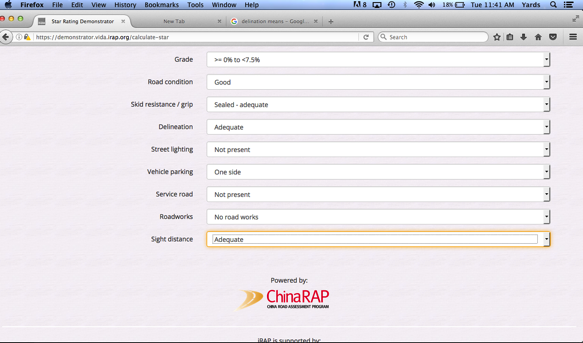 Firefox File Edit View History Bookmarks Tools Window Help 8 18% Tue 11:41 AM Yards
Star Rating Demonstrator New Tab delination means - Googl...
https://demonstrator.vida.irap.org/calculate-star Search
Grade >= 0% to <7.5%
Road condition Good
Skid resistance / grip Sealed - adequate
Delineation Adequate
Street lighting Not present
Vehicle parking One side
Service road Not present
Roadworks No road works
Sight distance Adequate
Powered by:
ChinaRAP
CHINA ROAD ASSESSMENT PROGRAM
iRAP is supported by: